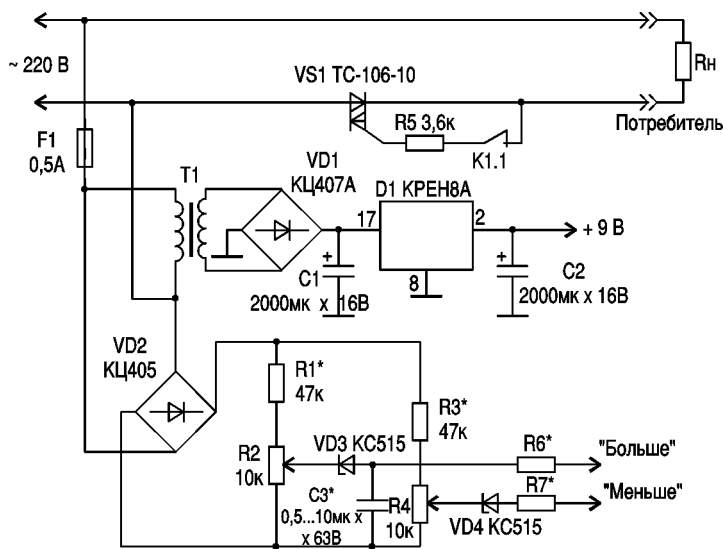 ~ 220 В
VS1 ТС-106-10
Rн
R5 3,6к
К1.1
Потребитель
F1
0,5А
T1
VD1
КЦ407А
D1 КРЕН8А
17
2
8
+ 9 В
+
C1
2000мк х 16В
+
C2
2000мк х 16В
VD2
КЦ405
R1*
47к
R3*
47к
R2
10к
VD3 КС515
R6*
"Больше"
C3*
0,5...10мк х
х 63В
R4
10к
R7*
"Меньше"
VD4 КС515